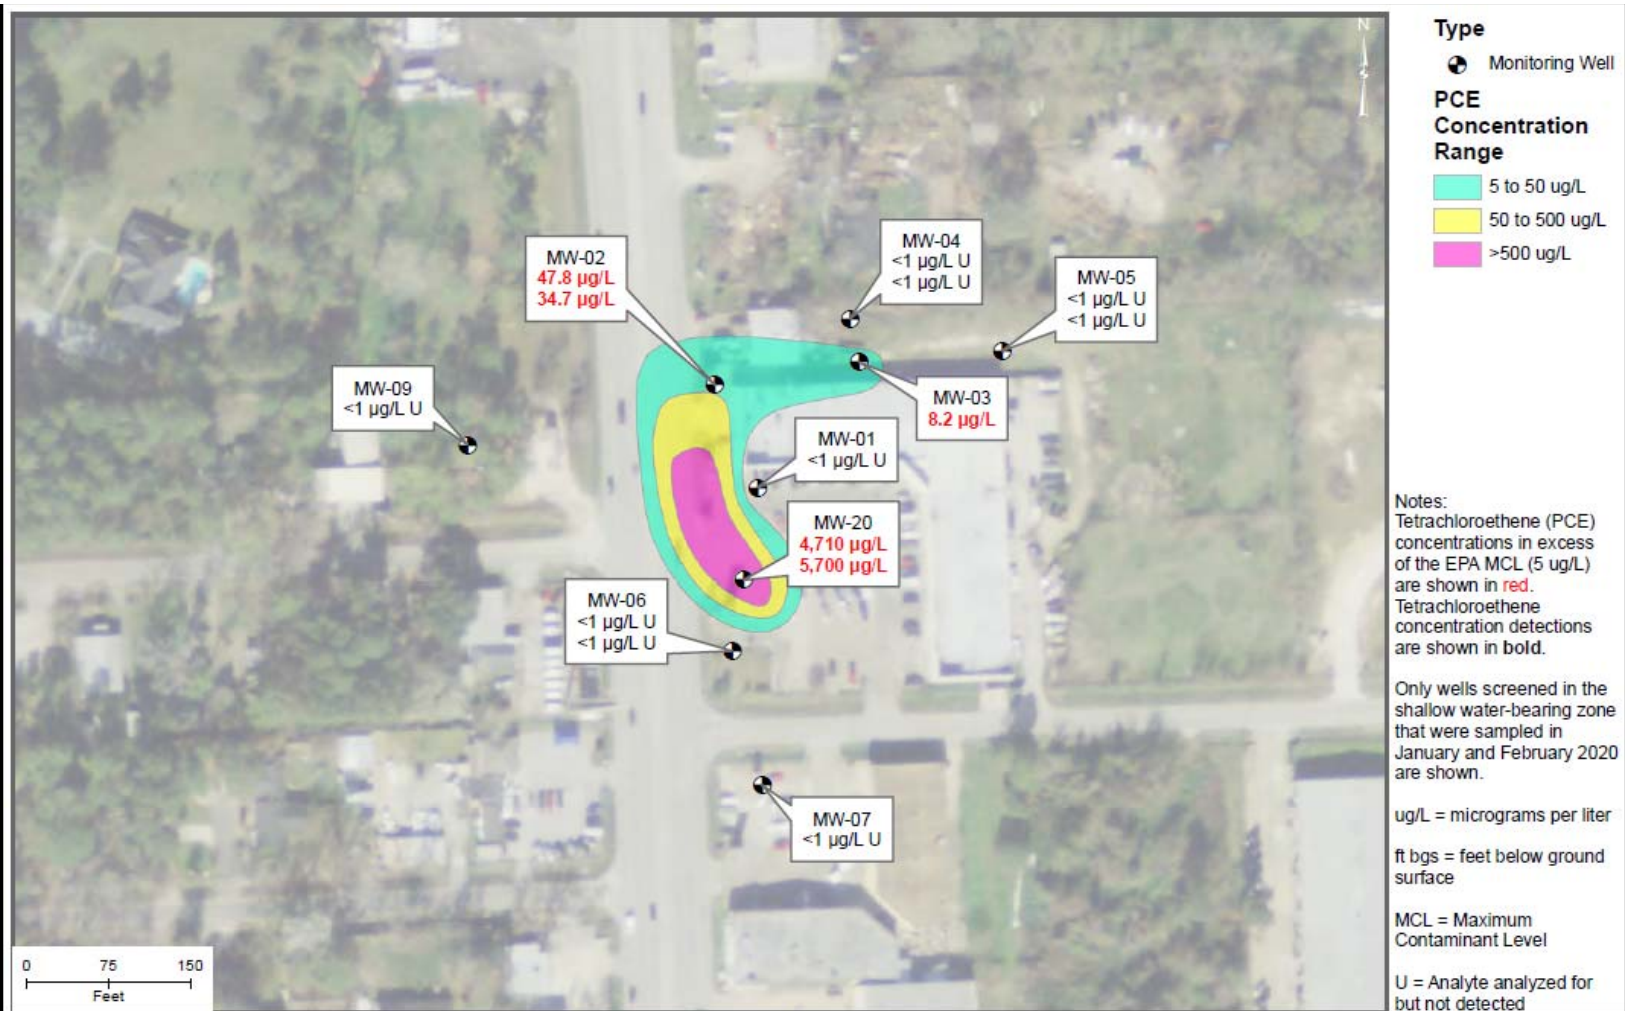 N
MW-04
<1 µg/L U
<1 µg/L U
MW-02
47.8 µg/L
34.7 µg/L
MW-05
<1 µg/L U
<1 µg/L U
MW-09
<1 µg/L U
MW-03
8.2 µg/L
MW-01
<1 µg/L U
MW-20
4,710 µg/L
5,700 µg/L
MW-06
<1 µg/L U
<1 µg/L U
MW-07
<1 µg/L U
0 75 150
Feet
Type
Monitoring Well
PCE
Concentration
Range
5 to 50 ug/L
50 to 500 ug/L
>500 ug/L
Notes:
Tetrachloroethene (PCE)
concentrations in excess
of the EPA MCL (5 ug/L)
are shown in red.
Tetrachloroethene
concentration detections
are shown in bold.
Only wells screened in the
shallow water-bearing zone
that were sampled in
January and February 2020
are shown.
ug/L = micrograms per liter
ft bgs = feet below ground
surface
MCL = Maximum
Contaminant Level
U = Analyte analyzed for
but not detected